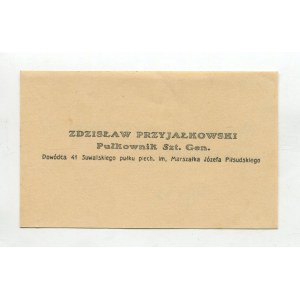 ZDZISŁAW PRZYJAŁKOWSKI
Pułkownik Szt. Gen.
Dowódca 41 Suwalskiego pułku piech. im. Marszałka Józefa Piłsudskiego